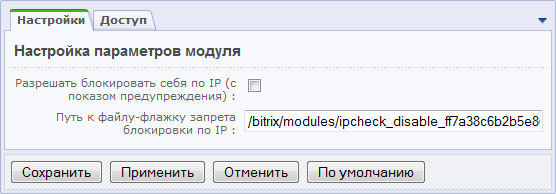 Настройки
Доступ
Настройка параметров модуля
Разрешать блокировать себя по IP (с
показом предупреждения) :
Путь к файлу-флажку запрета
блокировки по IP :
/bitrix/modules/ipcheck_disable_ff7a38c6b2b5e8
Сохранить
Применить
Отменить
По умолчанию